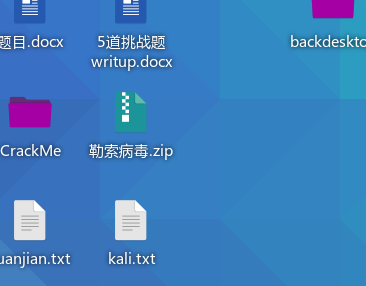 题目.docx
5道挑战题
writup.docx
backdeskto
CrackMe
勒索病毒.zip
uanjian.txt
kali.txt